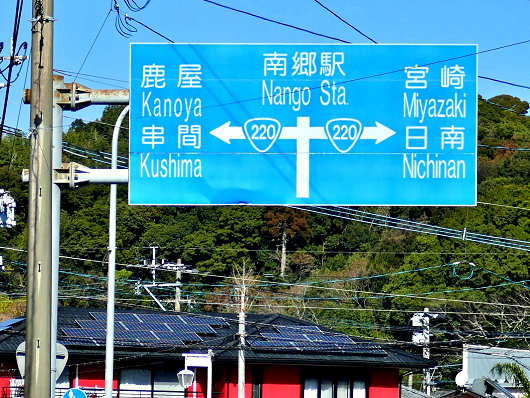 南郷駅
Nango Sta.
鹿屋
Kanoya
串間
Kushima
220
220
宮崎
Miyazaki
日南
Nichinan